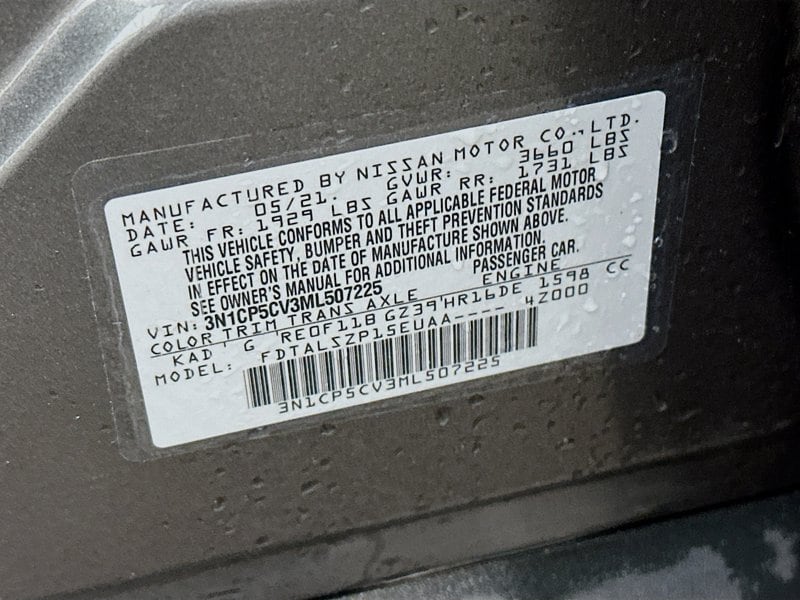 MANUFACTURED BY NISSAN MOTOR CO., LTD.
DATE: 05/21. GVWR: 3660 LBS
GAWR FR: 1929 LBS GAWR RR: 1731 LBS
THIS VEHICLE CONFORMS TO ALL APPLICABLE FEDERAL MOTOR
VEHICLE SAFETY, BUMPER AND THEFT PREVENTION STANDARDS
IN EFFECT ON THE DATE OF MANUFACTURE SHOWN ABOVE.
SEE OWNER'S MANUAL FOR ADDITIONAL INFORMATION.
VIN: 3N1CP5CV3ML507225 PASSENGER CAR.
COLOR TRIM TRANS AXLE ENGINE
KAD G RE0F11B GZ39 HR16DE 1598 CC
MODEL: FDTALSZP15EUAA---- 4Z000
3N1CP5CV3ML507225